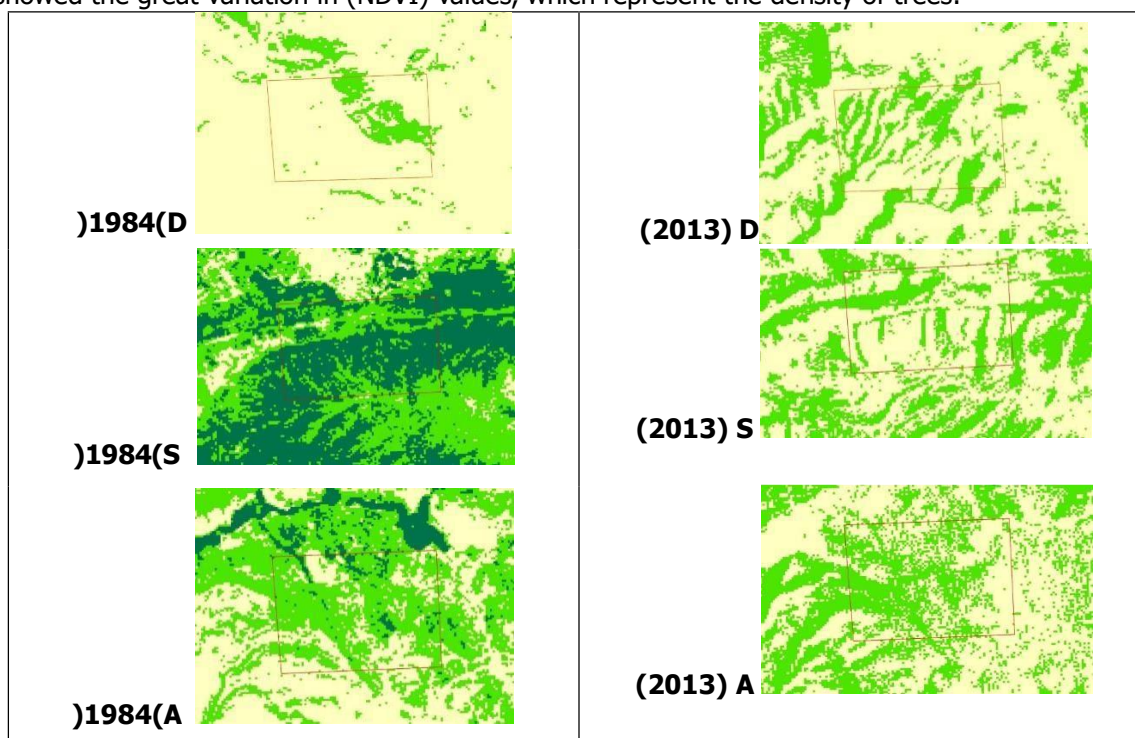 showed the great variation in (NDVI) values, which represent the density of trees.
)1984(D
(2013) D
)1984(S
(2013) S
)1984(A
(2013) A